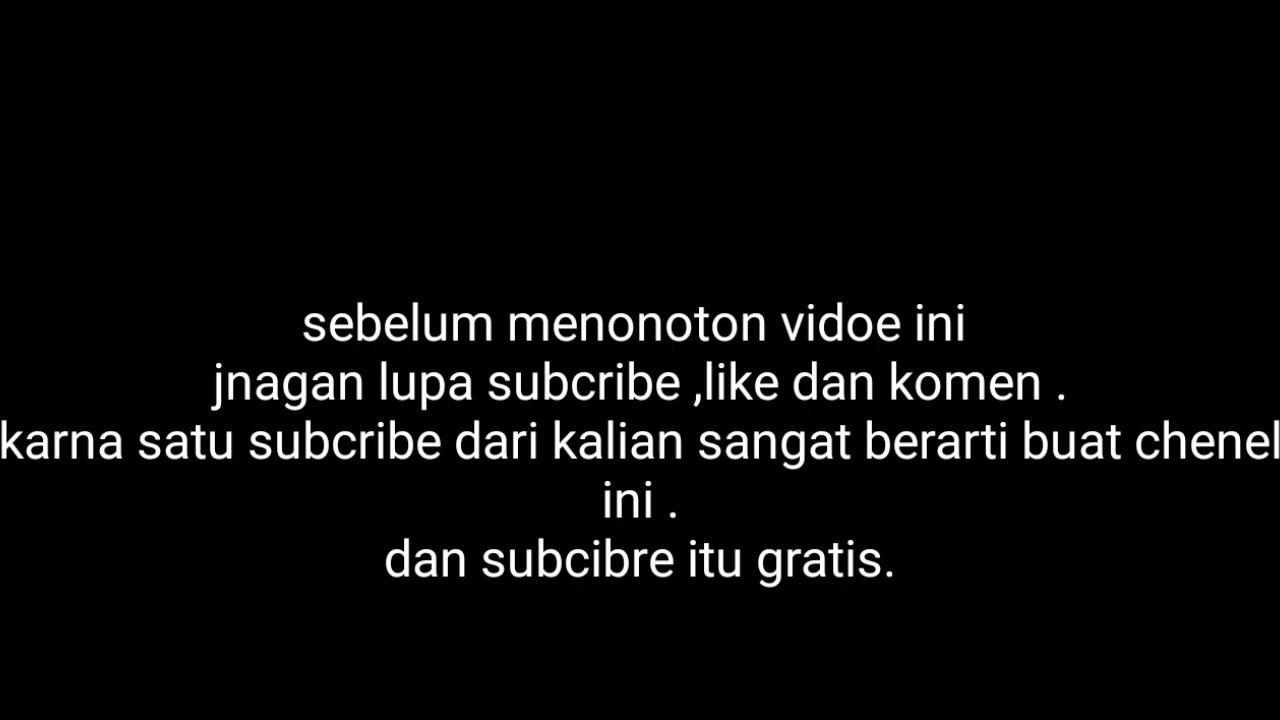 sebelum menonoton vidoe ini
jnagan lupa subcribe ,like dan komen .
karna satu subcribe dari kalian sangat berarti buat chenel
ini .
dan subcibre itu gratis.